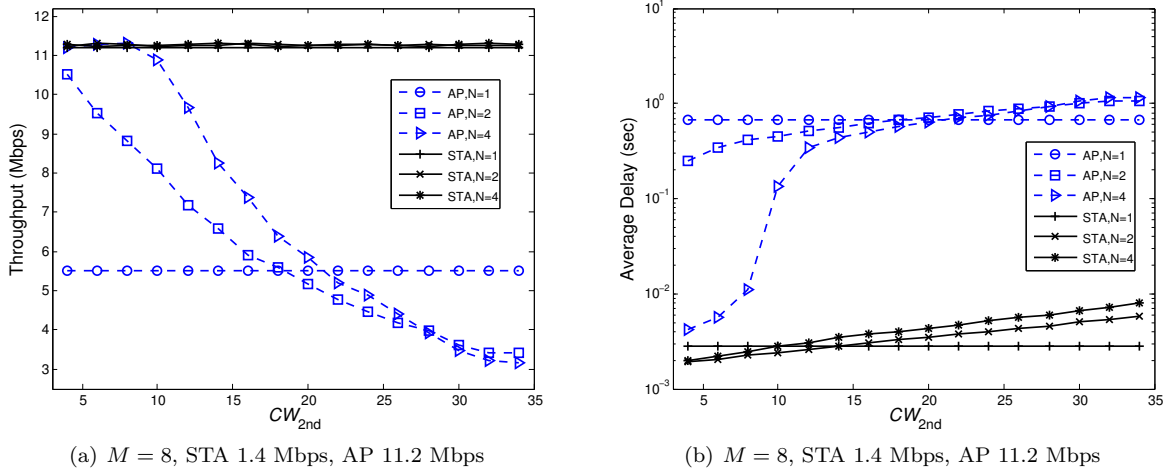 12
11
10
9
8
7
6
5
4
3
Throughput (Mbps)
5 10 15 20 25 30 35
CW2nd
AP,N=1
AP,N=2
AP,N=4
STA,N=1
STA,N=2
STA,N=4
(a) M = 8, STA 1.4 Mbps, AP 11.2 Mbps
10^1
10^0
10^-1
10^-2
10^-3
Average Delay (sec)
5 10 15 20 25 30 35
CW2nd
AP,N=1
AP,N=2
AP,N=4
STA,N=1
STA,N=2
STA,N=4
(b) M = 8, STA 1.4 Mbps, AP 11.2 Mbps